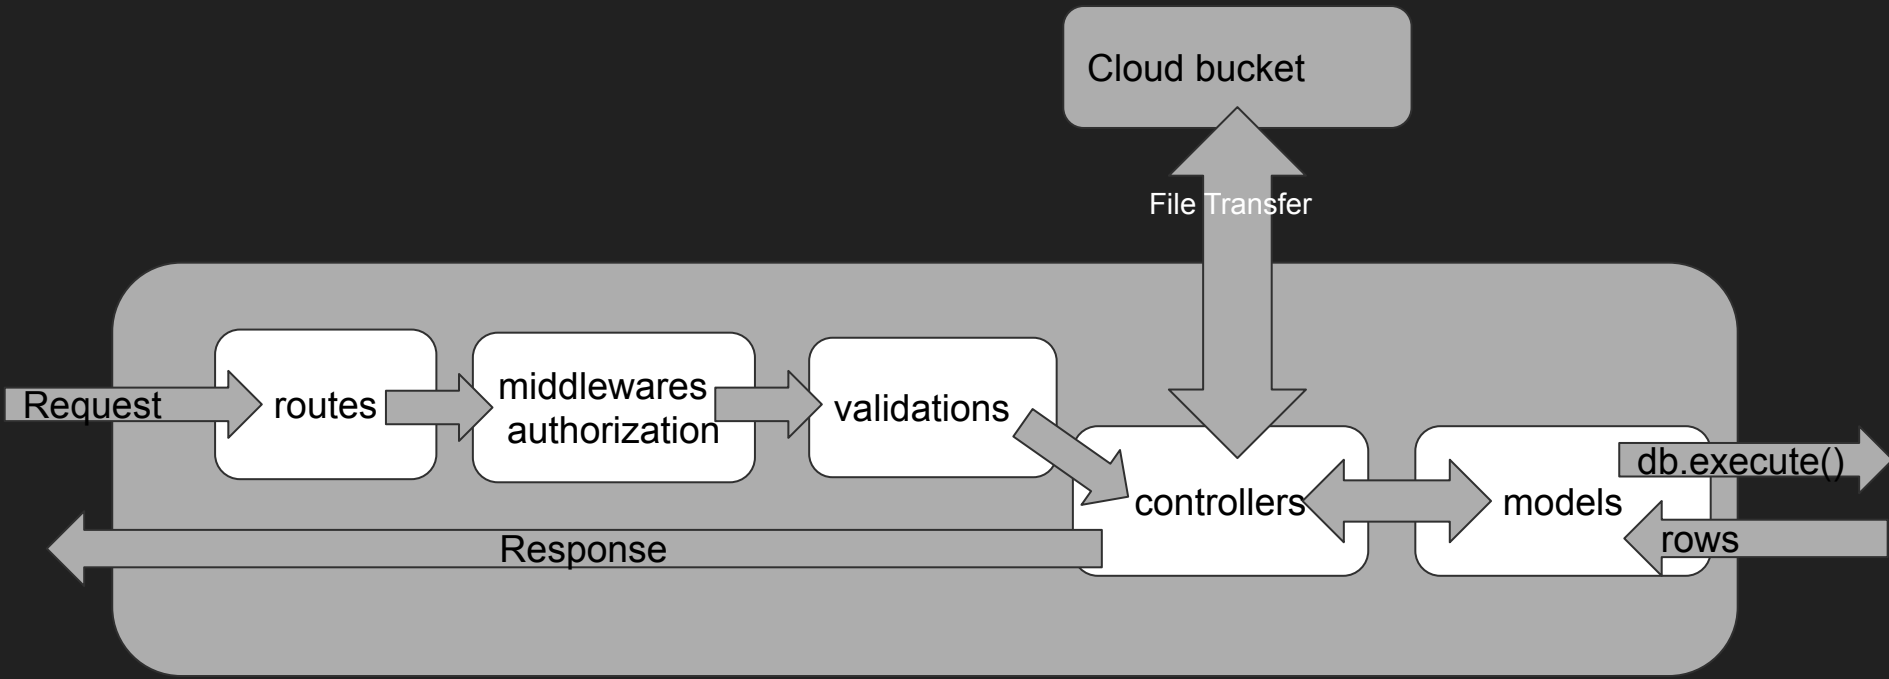 Cloud bucket
File Transfer
Request
routes
middlewares
authorization
validations
controllers
models
db.execute()
rows
Response